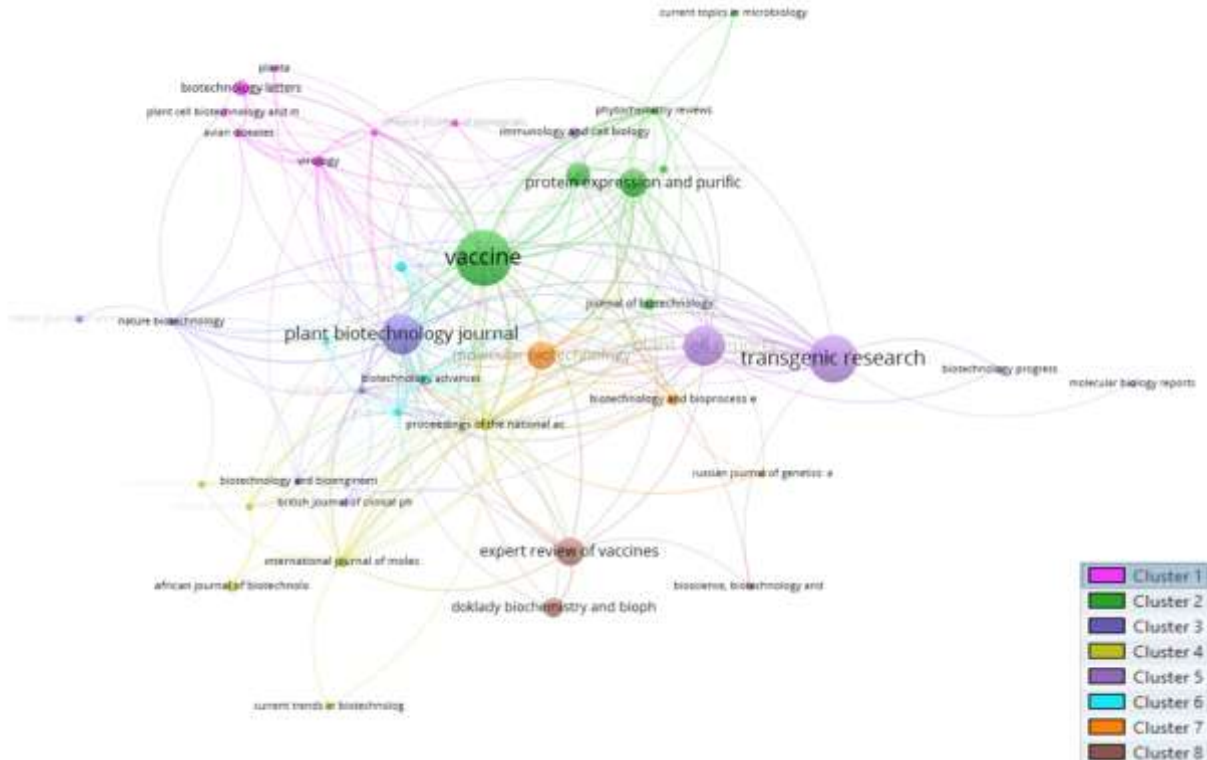 current topics in microbiology
planta
biotechnology letters
plant cell biotechnology and m
avian diseases
phytochemistry reviews
immunology and cell biology
virology
protein expression and purific
vaccine
journal of biotechnology
nature biotechnology
plant biotechnology journal
molecular biotechnology
transgenic research
biotechnology advances
biotechnology progress
molecular biology reports
biotechnology and bioprocess e
proceedings of the national ac
russian journal of genetics: a
biotechnology and bioengineeri
british journal of clinical ph
expert review of vaccines
international journal of molec
african journal of biotechnolo
bioscience, biotechnology and
doklady biochemistry and bioph
current trends in biotechnolog
Cluster 1
Cluster 2
Cluster 3
Cluster 4
Cluster 5
Cluster 6
Cluster 7
Cluster 8